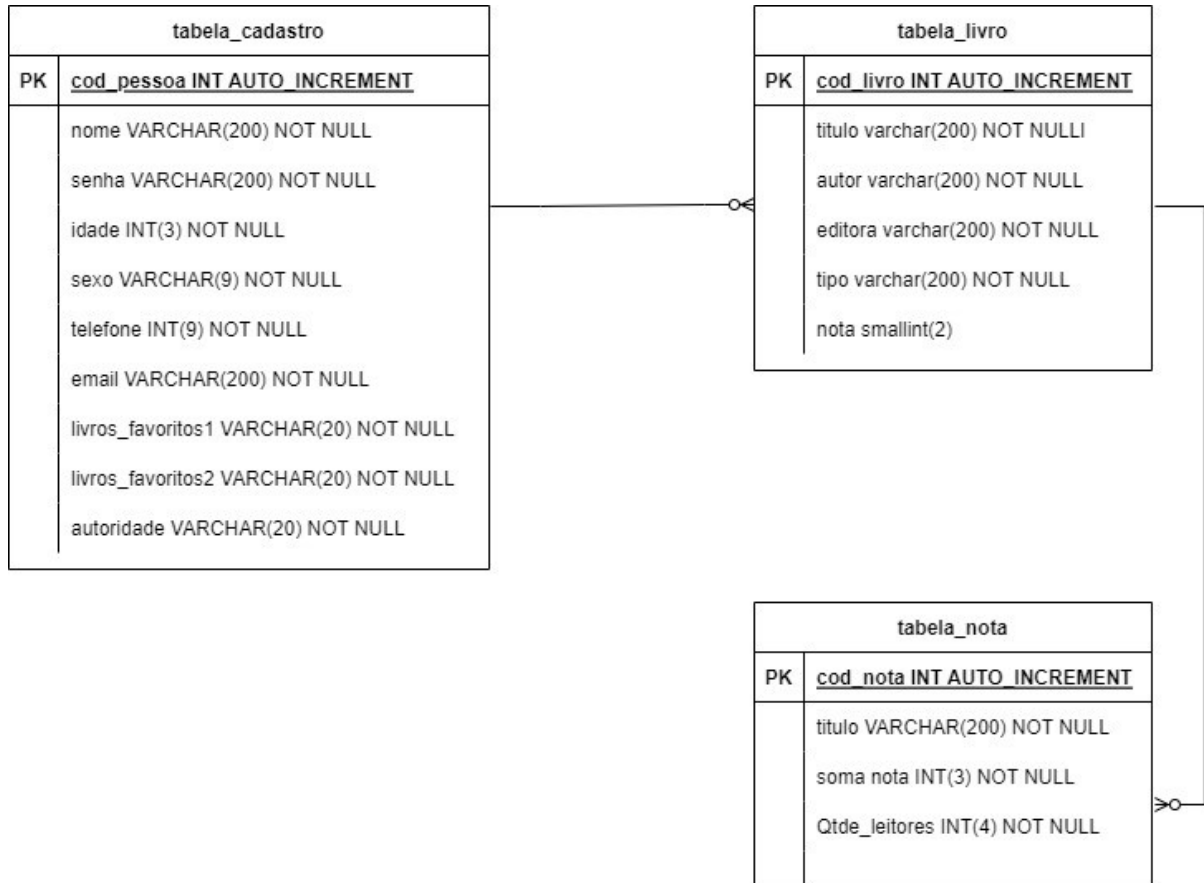 tabela_cadastro
PK cod_pessoa INT AUTO_INCREMENT
nome VARCHAR(200) NOT NULL
senha VARCHAR(200) NOT NULL
idade INT(3) NOT NULL
sexo VARCHAR(9) NOT NULL
telefone INT(9) NOT NULL
email VARCHAR(200) NOT NULL
livros_favoritos1 VARCHAR(20) NOT NULL
livros_favoritos2 VARCHAR(20) NOT NULL
autoridade VARCHAR(20) NOT NULL
tabela_livro
PK cod_livro INT AUTO_INCREMENT
titulo varchar(200) NOT NULLI
autor varchar(200) NOT NULL
editora varchar(200) NOT NULL
tipo varchar(200) NOT NULL
nota smallint(2)
tabela_nota
PK cod_nota INT AUTO_INCREMENT
titulo VARCHAR(200) NOT NULL
soma nota INT(3) NOT NULL
Qtde_leitores INT(4) NOT NULL